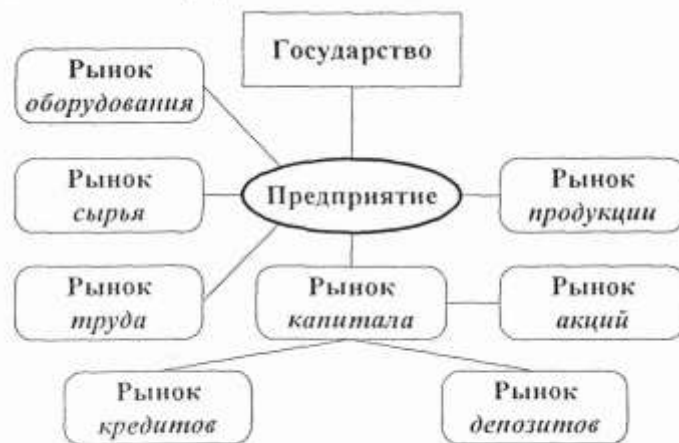 Государство
Рынок
оборудования
Рынок
сырья
Предприятие
Рынок
продукции
Рынок
труда
Рынок
капитала
Рынок
акций
Рынок
кредитов
Рынок
депозитов